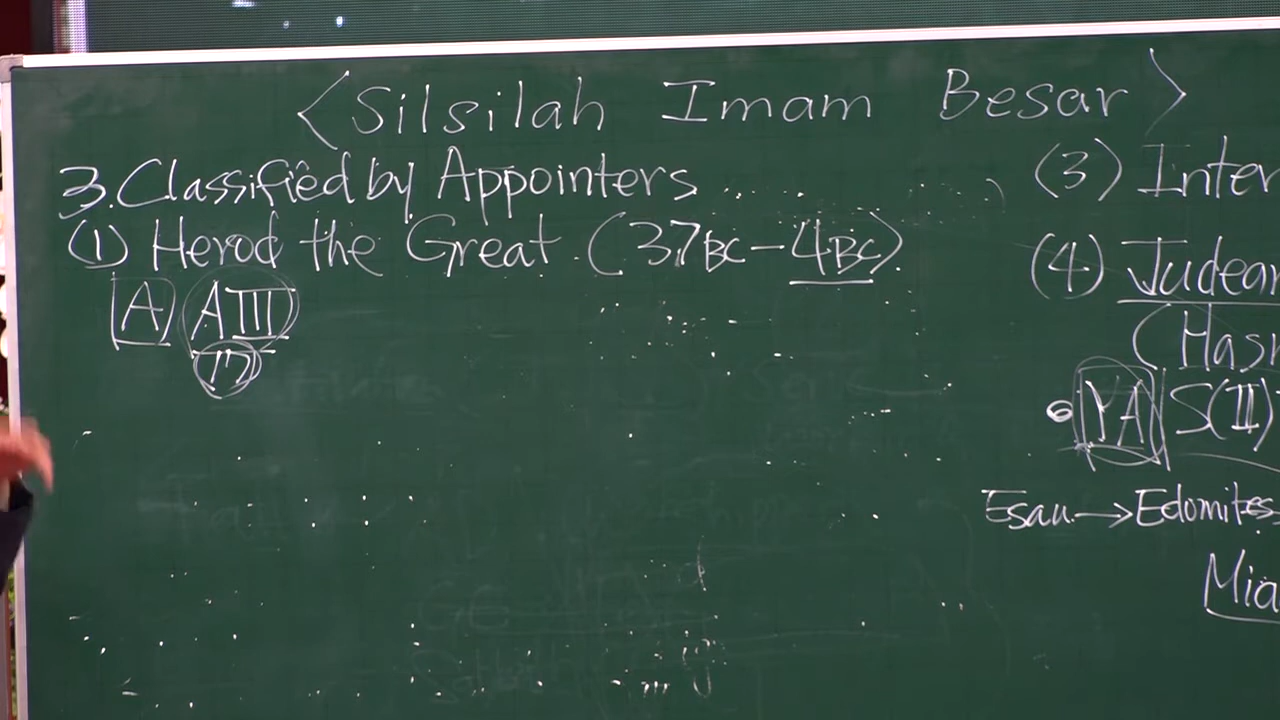 <Silsilah Imam Besar>
3. Classified by Appointers
(1) Herod the Great. (37BC-4BC).
A AIII
17
(3) Inter
(4) Judean
(Hasm
YA S(II)
Esau → Edomites
Mia